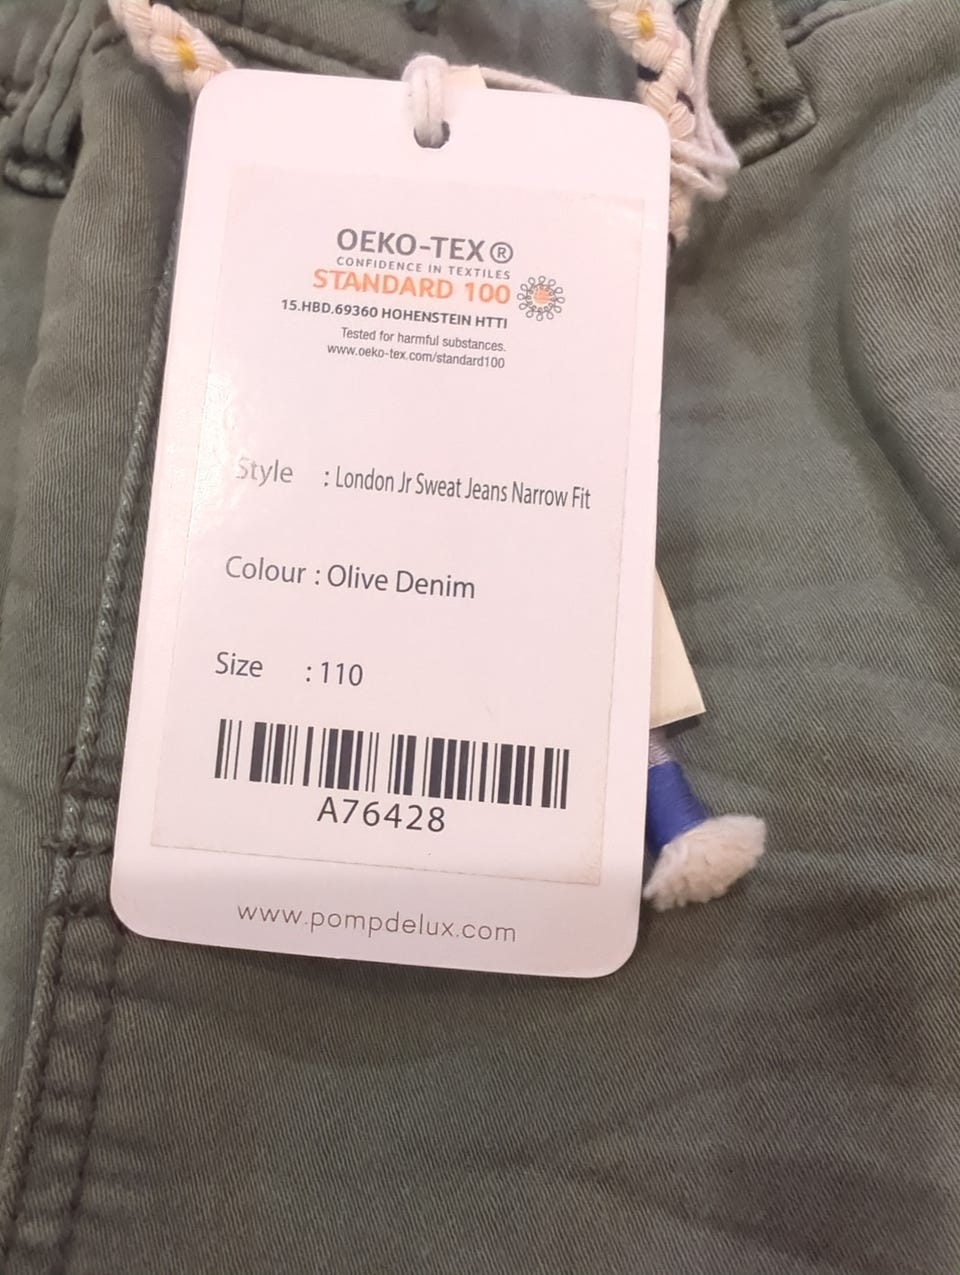 OEKO-TEX®
CONFIDENCE IN TEXTILES
STANDARD 100
15.HBD.69360 HOHENSTEIN HTTI
Tested for harmful substances.
www.oeko-tex.com/standard100
Style : London Jr Sweat Jeans Narrow Fit
Colour : Olive Denim
Size : 110
A76428
www.pompdelux.com